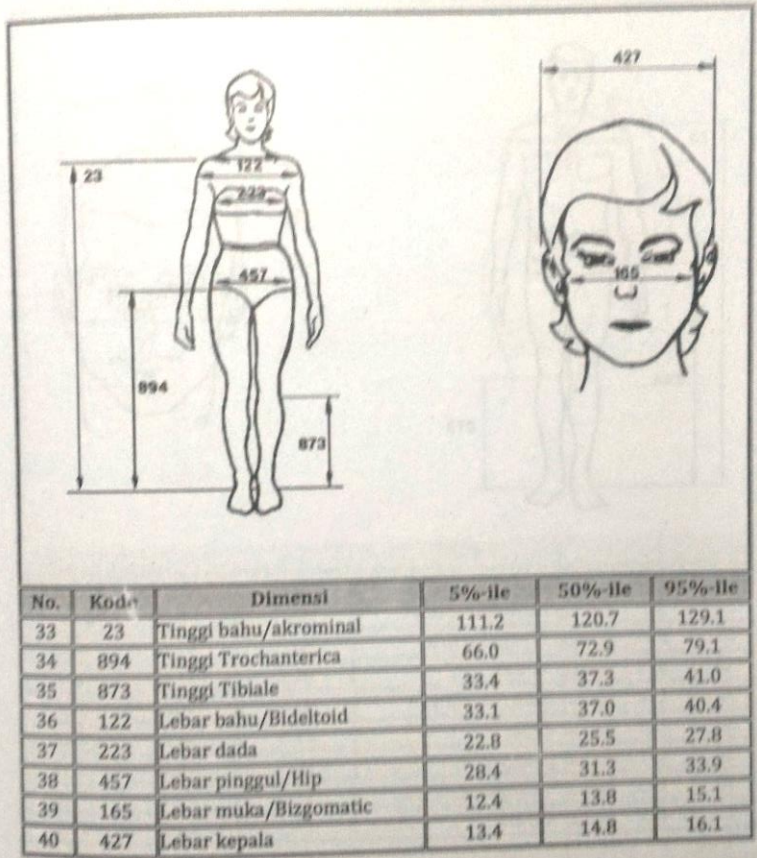 427
23
122
223
457
165
894
873
No. Kode Dimensi 5%-ile 50%-ile 95%-ile
33 23 Tinggi bahu/akrominal 111.2 120.7 129.1
34 894 Tinggi Trochanterica 66.0 72.9 79.1
35 873 Tinggi Tibiale 33.4 37.3 41.0
36 122 Lebar bahu/Bideltoid 33.1 37.0 40.4
37 223 Lebar dada 22.8 25.5 27.8
38 457 Lebar pinggul/Hip 28.4 31.3 33.9
39 165 Lebar muka/Bizgomatic 12.4 13.8 15.1
40 427 Lebar kepala 13.4 14.8 16.1